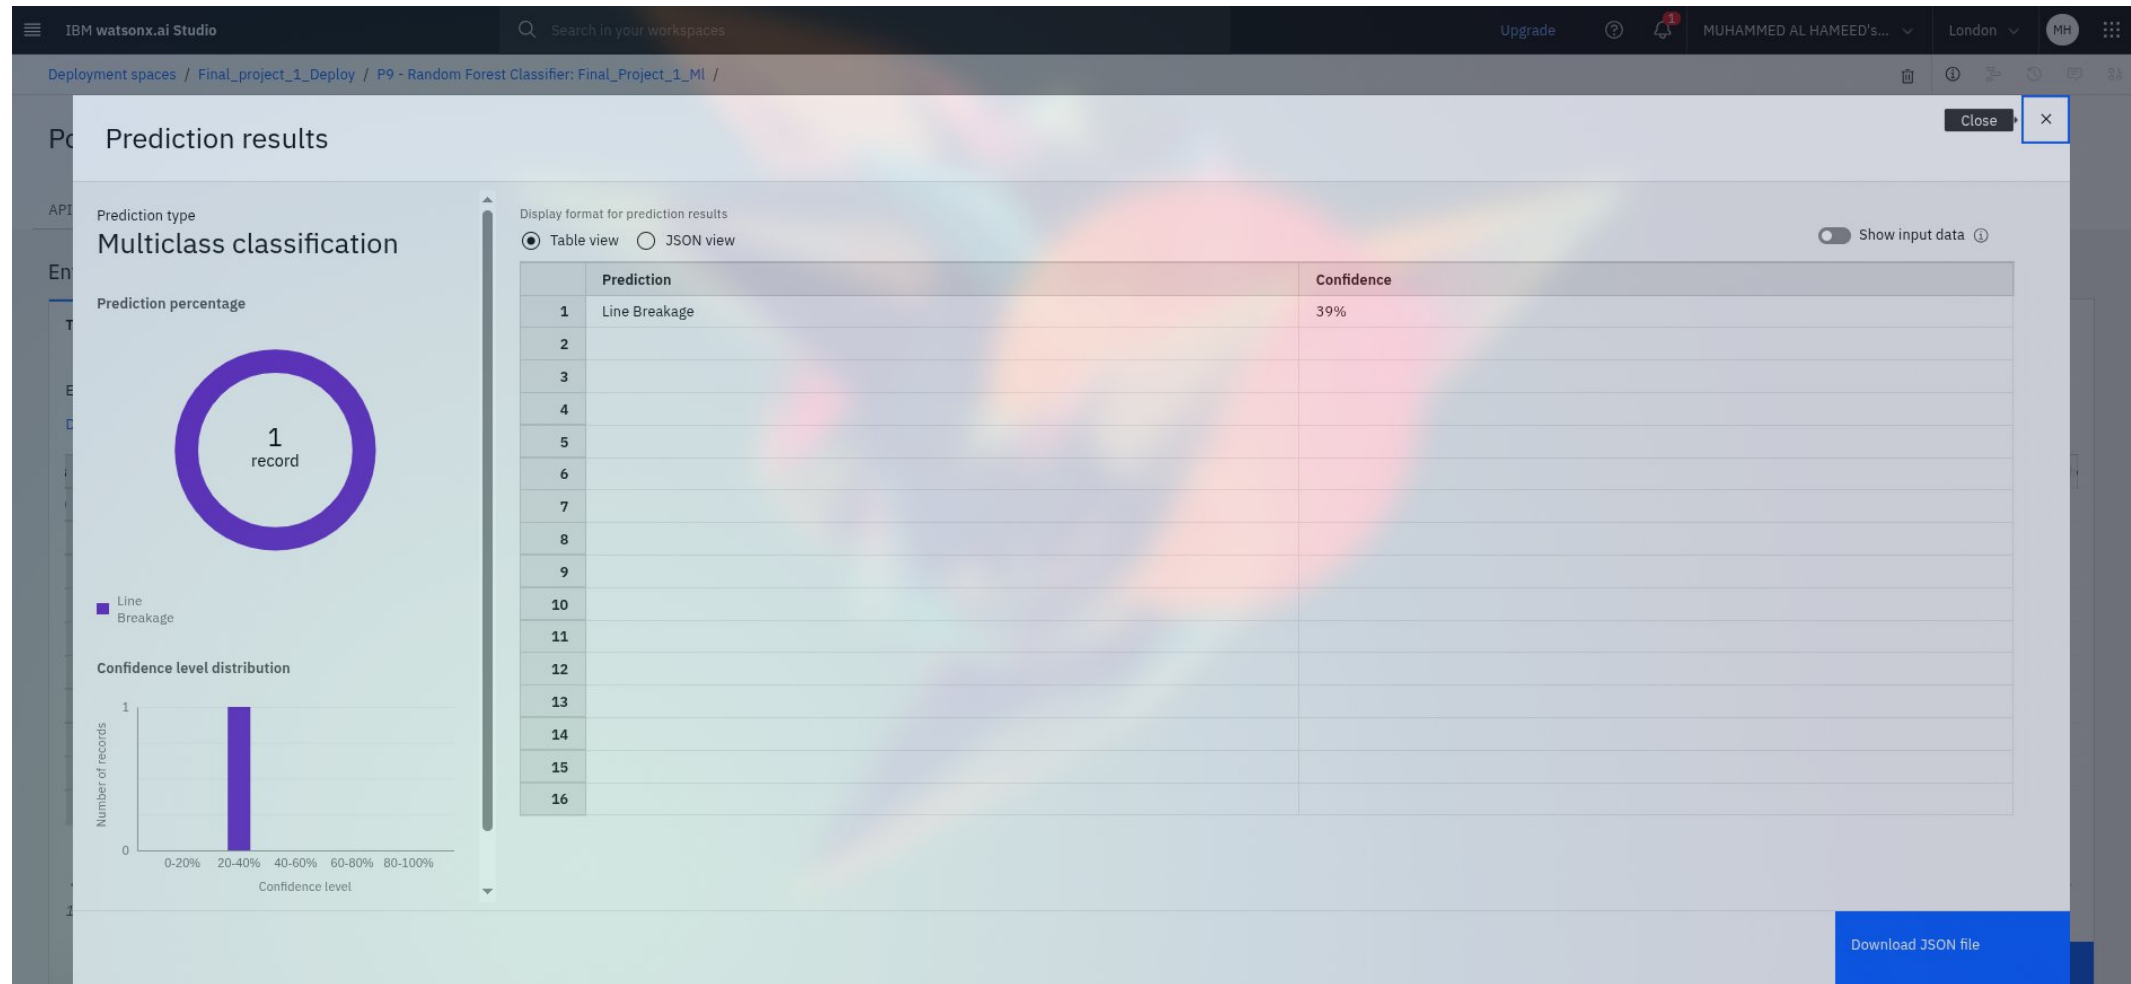 IBM watsonx.ai Studio
Search in your workspaces
Upgrade
1
MUHAMMED AL HAMEED's...
London
MH
Deployment spaces / Final_project_1_Deploy / P9 - Random Forest Classifier: Final_Project_1_Ml /
Prediction results
Close
API
Prediction type
Multiclass classification
Prediction percentage
1
record
Line
Breakage
Confidence level distribution
Number of records
1
0
0-20% 20-40% 40-60% 60-80% 80-100%
Confidence level
Display format for prediction results
Table view JSON view
Show input data
Prediction Confidence
1 Line Breakage 39%
2
3
4
5
6
7
8
9
10
11
12
13
14
15
16
Download JSON file